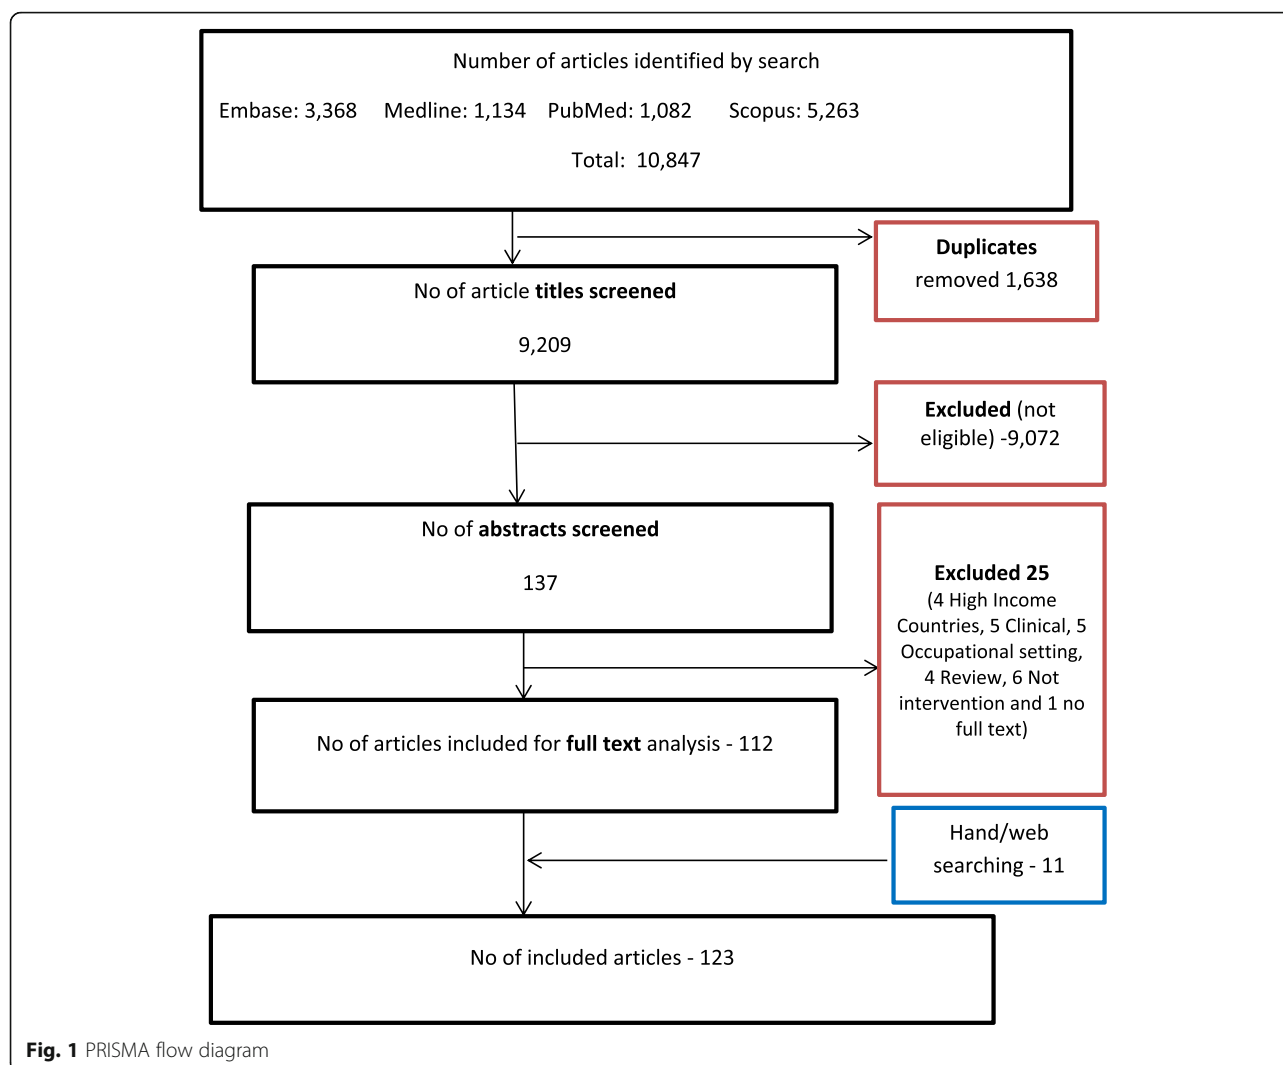 Number of articles identified by search
Embase: 3,368 Medline: 1,134 PubMed: 1,082 Scopus: 5,263
Total: 10,847
Duplicates
removed 1,638
No of article titles screened
9,209
Excluded (not
eligible) -9,072
No of abstracts screened
137
Excluded 25
(4 High Income
Countries, 5 Clinical, 5
Occupational setting,
4 Review, 6 Not
intervention and 1 no
full text)
No of articles included for full text analysis - 112
Hand/web
searching - 11
No of included articles - 123
Fig. 1 PRISMA flow diagram